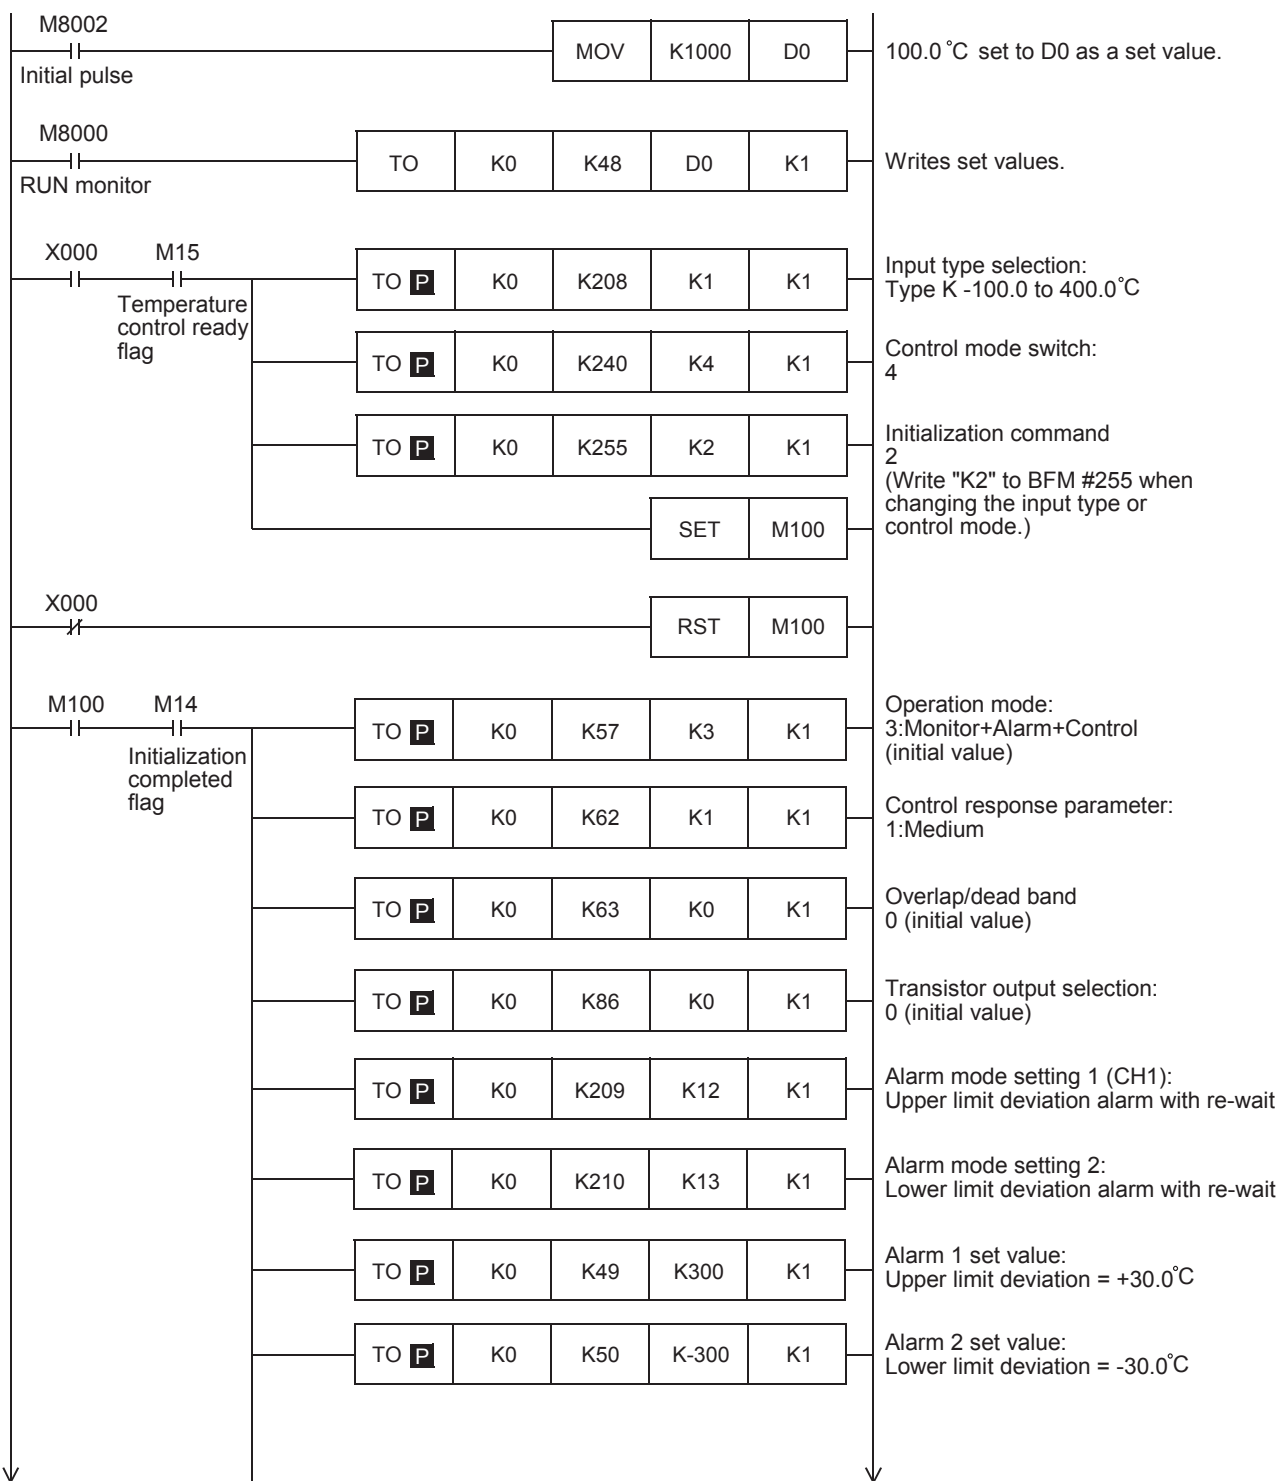 M8002
MOV K1000 D0 100.0°C set to D0 as a set value.
Initial pulse
M8000
TO K0 K48 D0 K1 Writes set values.
RUN monitor
X000 M15
TO P K0 K208 K1 K1 Input type selection:
Type K -100.0 to 400.0°C
Temperature
control ready
flag
TO P K0 K240 K4 K1 Control mode switch:
4
TO P K0 K255 K2 K1 Initialization command
2
(Write "K2" to BFM #255 when
changing the input type or
control mode.)
SET M100
X000
RST M100
M100 M14
TO P K0 K57 K3 K1 Operation mode:
3:Monitor+Alarm+Control
(initial value)
Initialization
completed
flag
TO P K0 K62 K1 K1 Control response parameter:
1:Medium
TO P K0 K63 K0 K1 Overlap/dead band
0 (initial value)
TO P K0 K86 K0 K1 Transistor output selection:
0 (initial value)
TO P K0 K209 K12 K1 Alarm mode setting 1 (CH1):
Upper limit deviation alarm with re-wait
TO P K0 K210 K13 K1 Alarm mode setting 2:
Lower limit deviation alarm with re-wait
TO P K0 K49 K300 K1 Alarm 1 set value:
Upper limit deviation = +30.0°C
TO P K0 K50 K-300 K1 Alarm 2 set value:
Lower limit deviation = -30.0°C